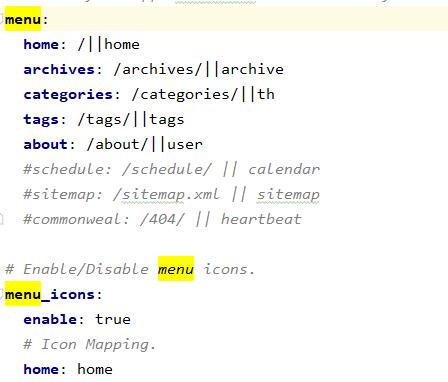 menu:
home: /||home
archives: /archives/||archive
categories: /categories/||th
tags: /tags/||tags
about: /about/||user
#schedule: /schedule/ || calendar
#sitemap: /sitemap.xml || sitemap
#commonweal: /404/ || heartbeat
# Enable/Disable menu icons.
menu_icons:
enable: true
# Icon Mapping.
home: home